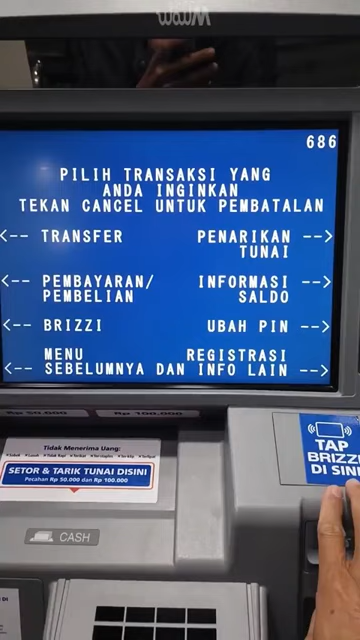 686
PILIH TRANSAKSI YANG
ANDA INGINKAN
TEKAN CANCEL UNTUK PEMBATALAN
<-- TRANSFER
PENARIKAN -->
TUNAI
<-- PEMBAYARAN/
PEMBELIAN
INFORMASI -->
SALDO
<-- BRIZZI
UBAH PIN -->
MENU
<-- SEBELUMNYA
REGISTRASI
DAN INFO LAIN -->
Rp 50.000
Rp 100.000
Tidak Menerima Uang:
SETOR & TARIK TUNAI DISINI
Pecahan Rp 50.000 dan Rp 100.000
CASH
TAP
BRIZZI
DI SINI